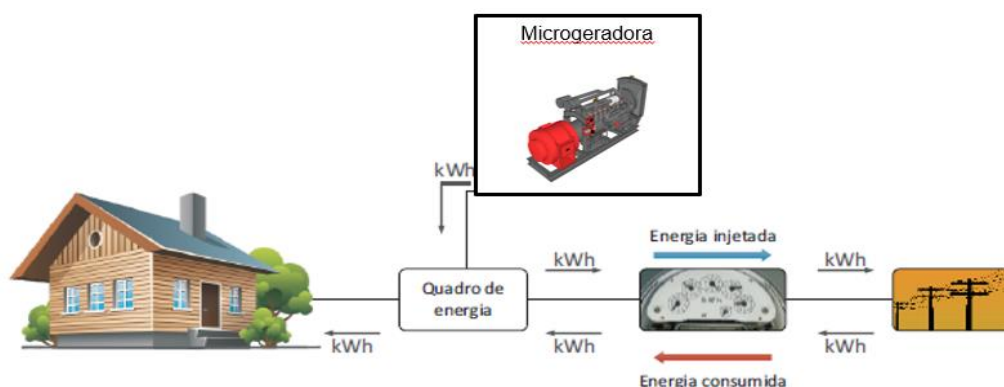 Microgeradora
kWh
Energia injetada
kWh
kWh
Quadro de
energia
kWh
kWh
kWh
Energia consumida